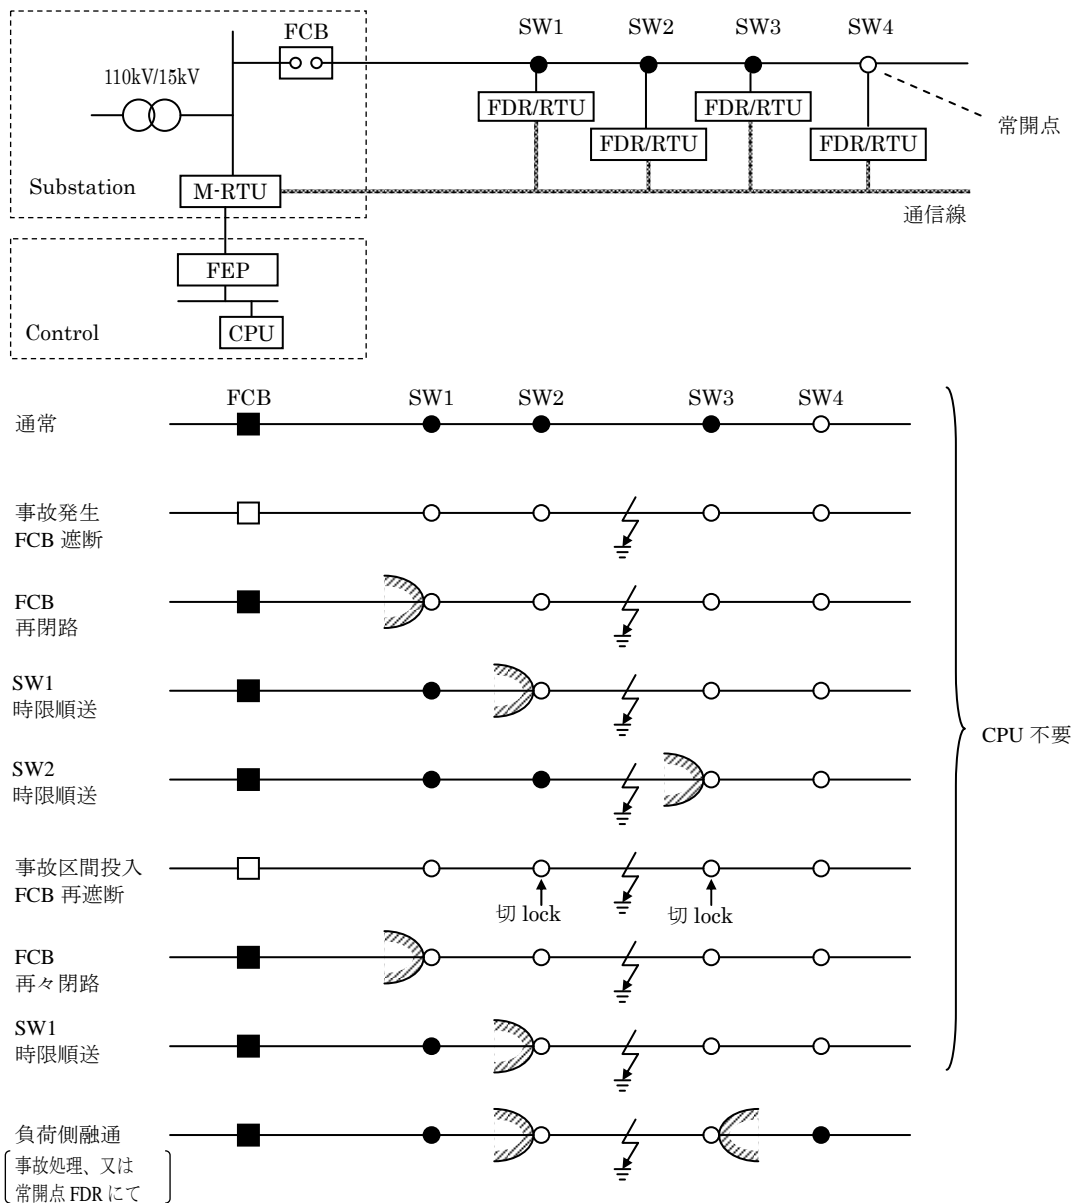 FCB
SW1 SW2 SW3 SW4
110kV/15kV
FDR/RTU FDR/RTU
FDR/RTU FDR/RTU
常開点
Substation
M-RTU
通信線
FEP
Control
CPU
FCB SW1 SW2 SW3 SW4
通常
事故発生
FCB 遮断
FCB
再閉路
SW1
時限順送
SW2
時限順送
CPU 不要
事故区間投入
FCB 再遮断
切 lock 切 lock
FCB
再々閉路
SW1
時限順送
負荷側融通
事故処理、又は
常開点 FDR にて